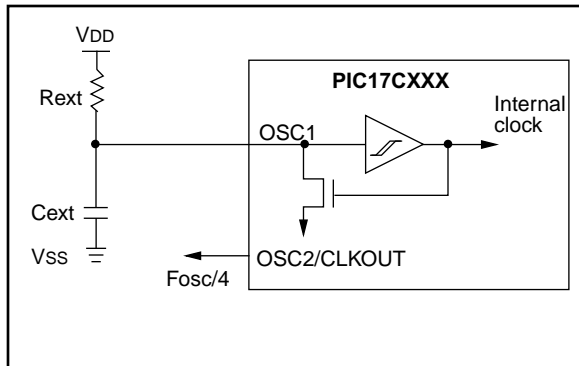 VDD
Rext
Cext
VSS
PIC17CXXX
OSC1
Internal
clock
OSC2/CLKOUT
Fosc/4